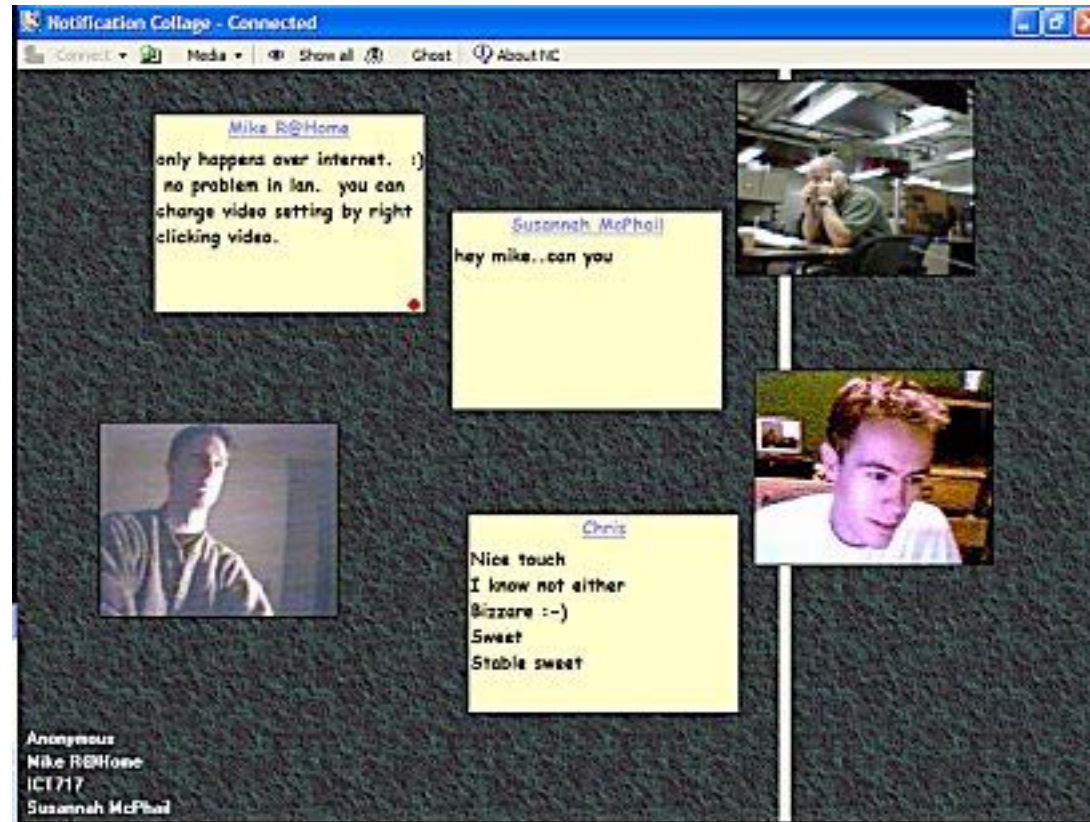 Notification Collage - Connected
Connect Media Show all Ghost About NC
Mike R@Home
only happens over internet. :)
no problem in lan. you can
change video setting by right
clicking video.
Susannah McPhail
hey mike..can you
Chris
Nice touch
I know not either
Bizzare :-)
Sweet
Stable sweet
Anonymous
Mike R@Home
ICT717
Susannah McPhail